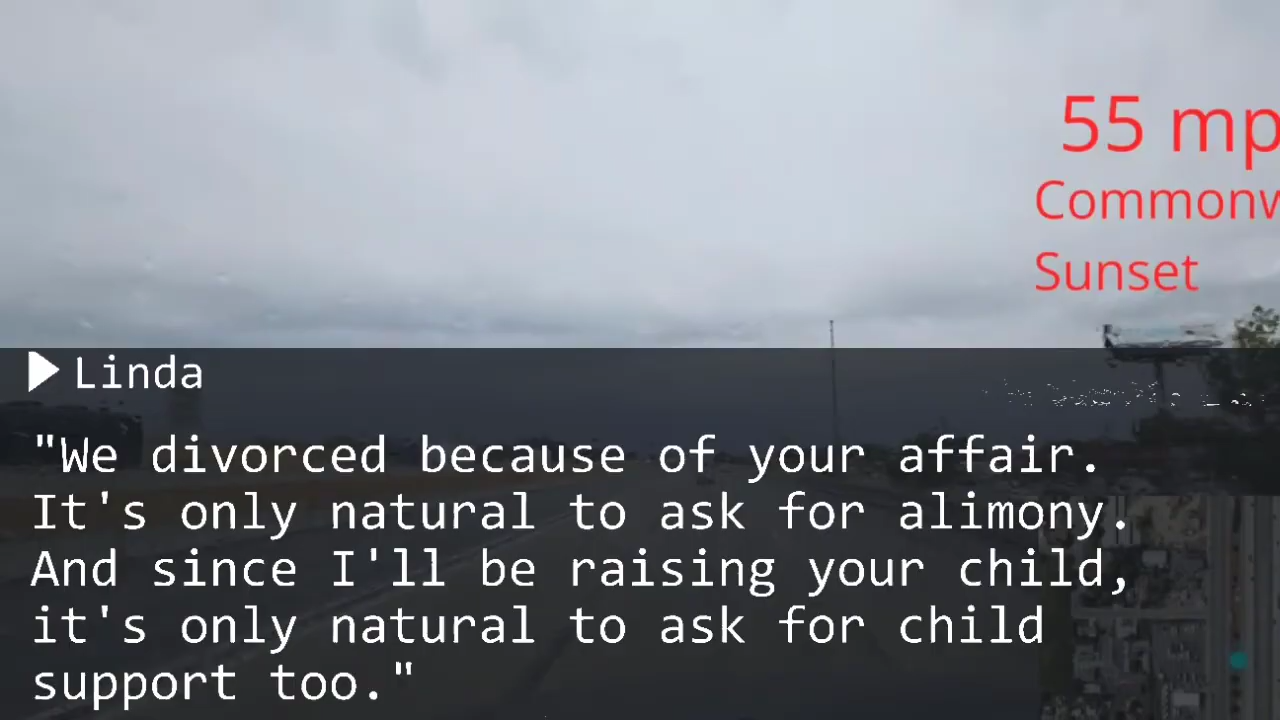 55 mp
Commonw
Sunset
Linda
"We divorced because of your affair.
It's only natural to ask for alimony.
And since I'll be raising your child,
it's only natural to ask for child
support too."